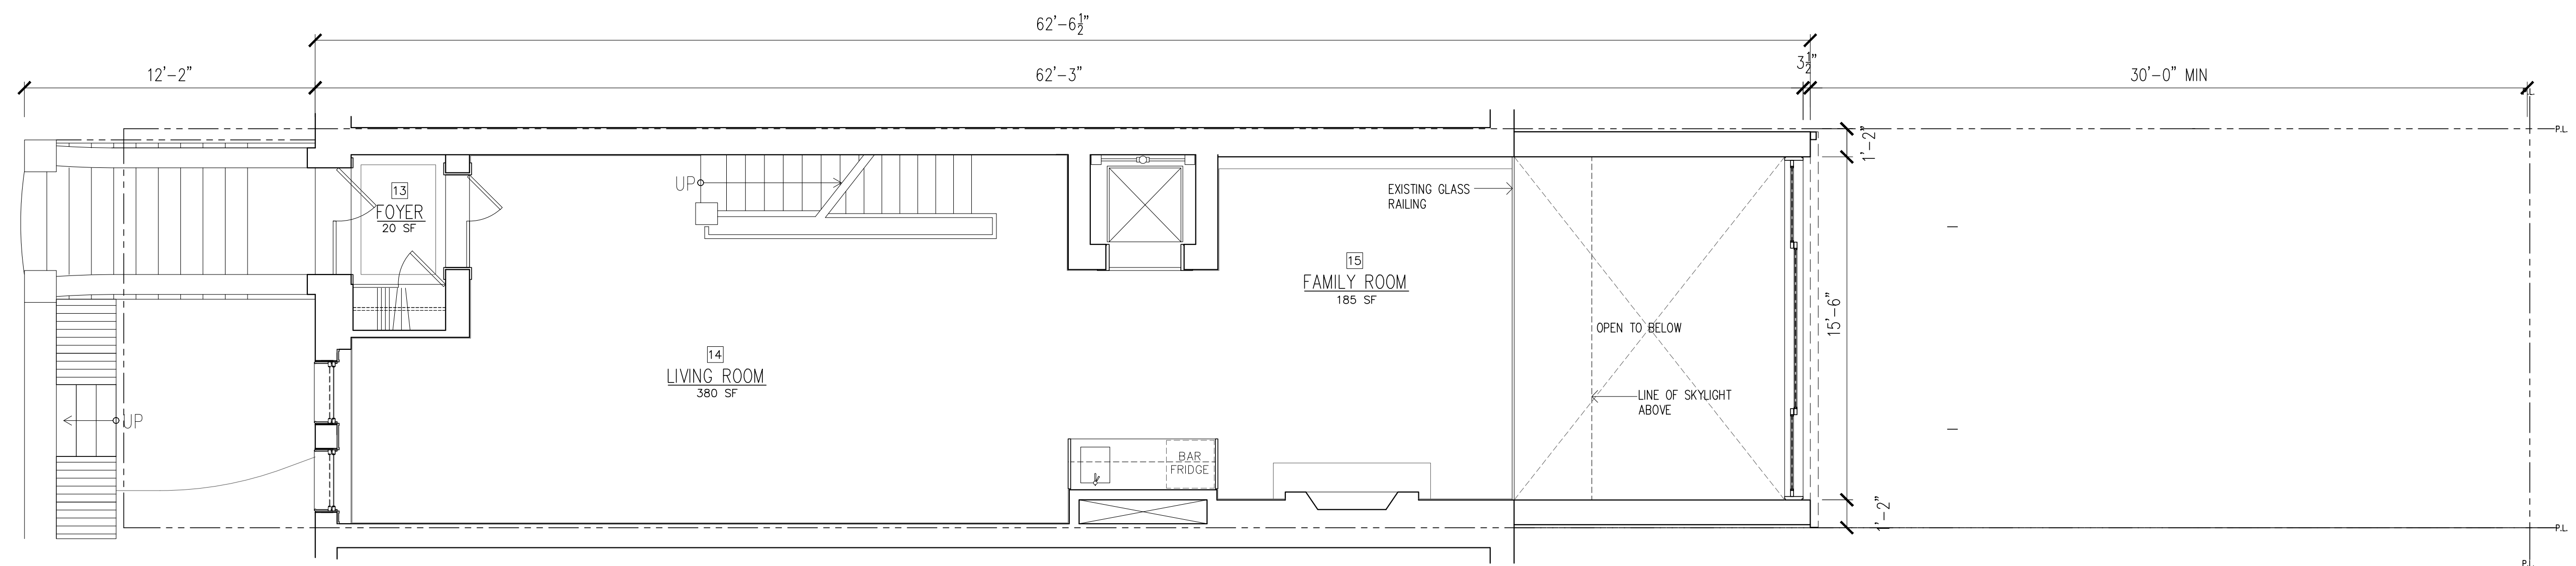 62'-6½"
12'-2"
62'-3"
3½"
30'-0" MIN
P.L.
P.L.
1'-2"
13
FOYER
20 SF
UP
EXISTING GLASS
RAILING
15
FAMILY ROOM
185 SF
15'-6"
OPEN TO BELOW
14
LIVING ROOM
380 SF
LINE OF SKYLIGHT
ABOVE
UP
BAR
FRIDGE
1'-2"
P.L.